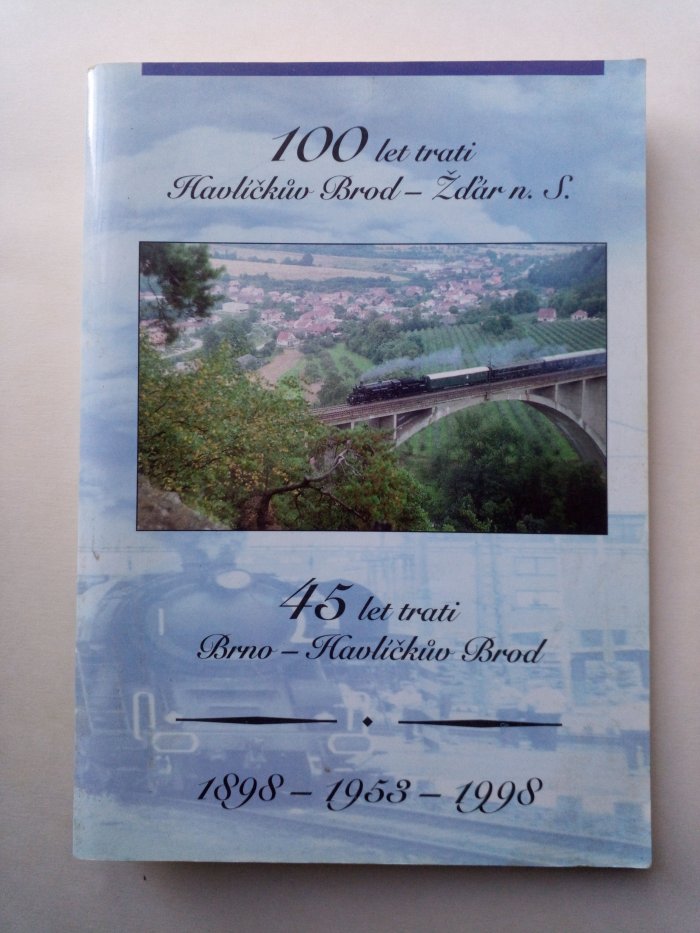 100 let trati
Havlíčkův Brod – Žďár n. S.
45 let trati
Brno – Havlíčkův Brod
1898 – 1953 – 1998